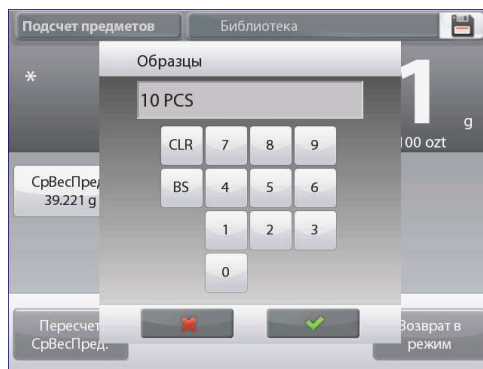 Подсчет предметов
Библиотека
Образцы
*
10 PCS
1
g
100 ozt
CLR 7 8 9
BS 4 5 6
1 2 3
0
СрВесПред
39.221 g
Пересчет
СрВесПред.
Возврат в
режим